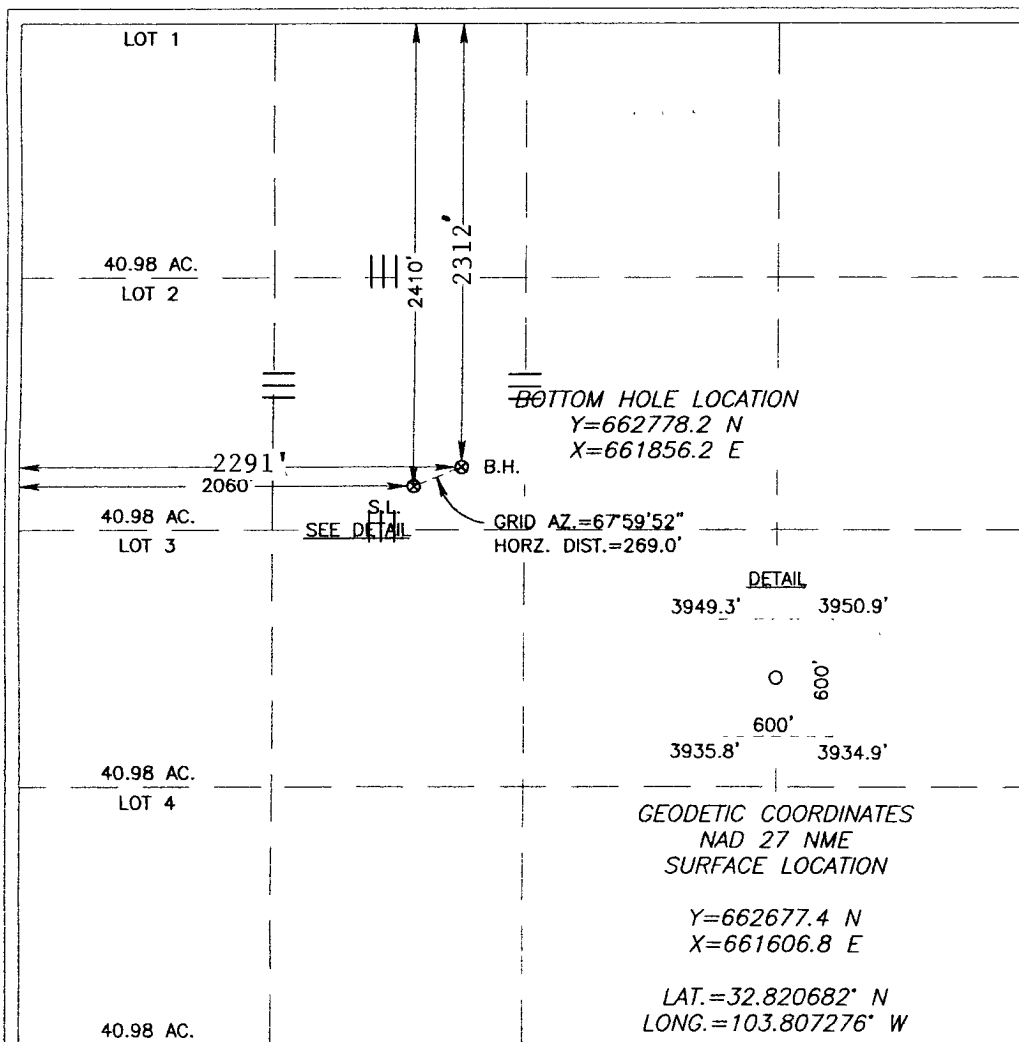 LOT 1
40.98 AC.
LOT 2
2410'
2312'
BOTTOM HOLE LOCATION
Y=662778.2 N
X=661856.2 E
2291'
B.H.
2060'
S.L.
SEE DETAIL
GRID AZ.=67°59'52"
HORZ. DIST.=269.0'
40.98 AC.
LOT 3
DETAIL
3949.3' 3950.9'
600'
600'
3935.8' 3934.9'
40.98 AC.
LOT 4
GEODETIC COORDINATES
NAD 27 NME
SURFACE LOCATION
Y=662677.4 N
X=661606.8 E
LAT.=32.820682° N
LONG.=103.807276° W
40.98 AC.